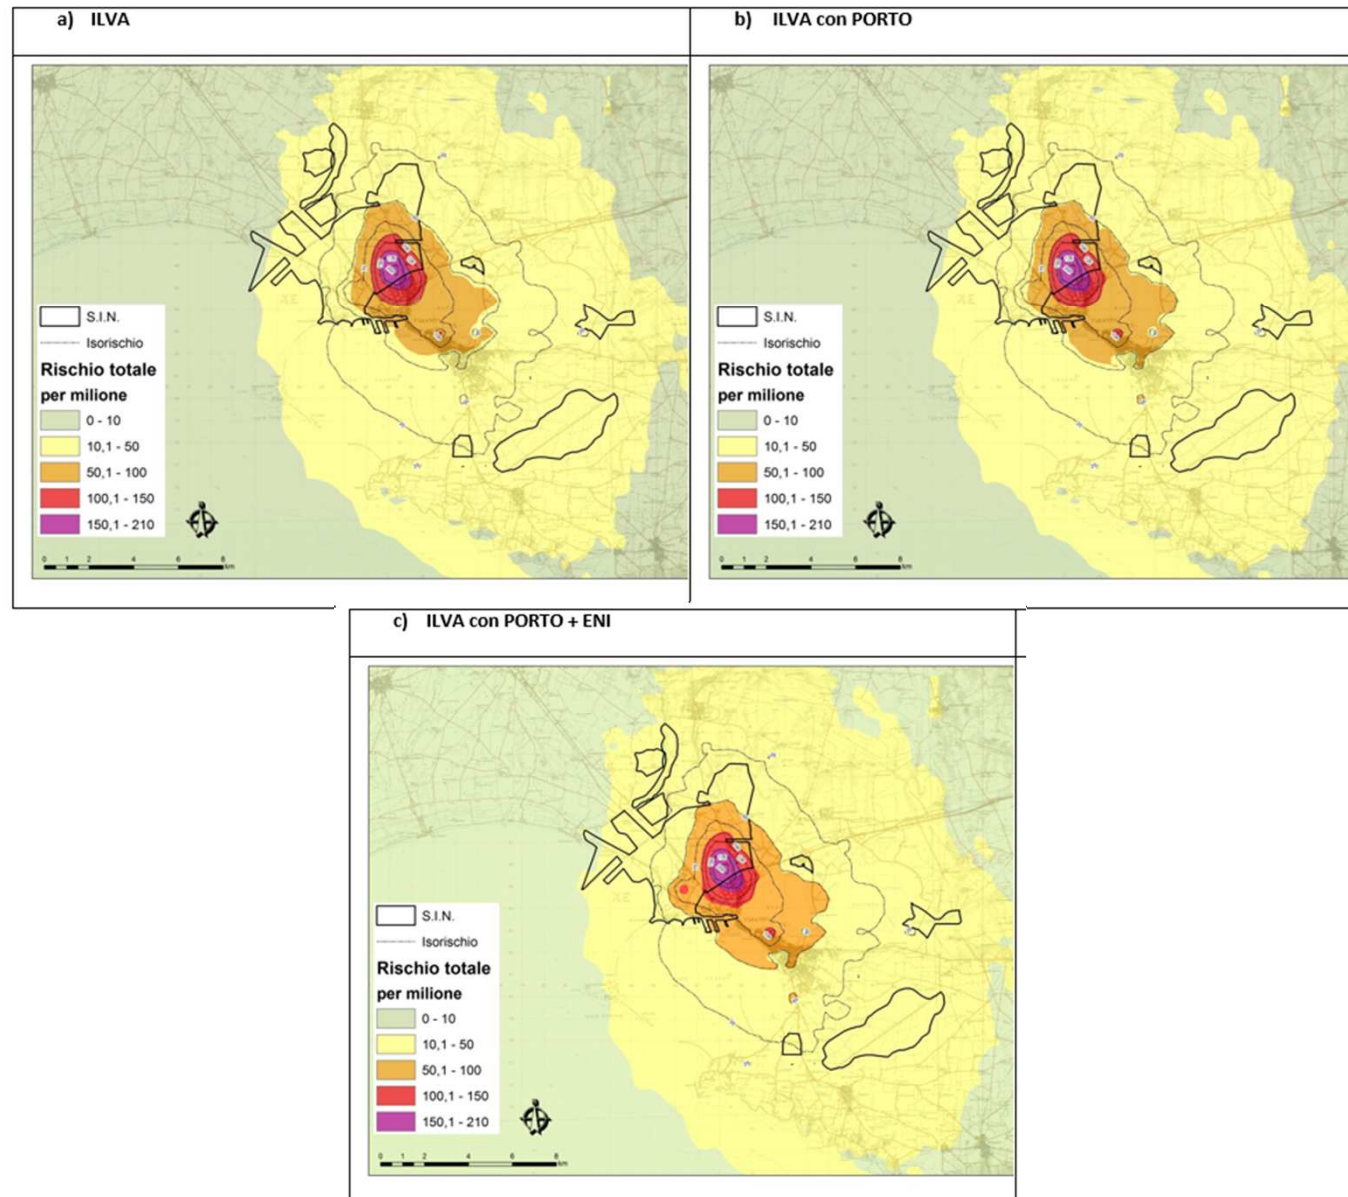 a) ILVA
b) ILVA con PORTO
S.I.N.
Isorischio
Rischio totale
per milione
0 - 10
10,1 - 50
50,1 - 100
100,1 - 150
150,1 - 210
0 1 2 4 6 8
km
S.I.N.
Isorischio
Rischio totale
per milione
0 - 10
10,1 - 50
50,1 - 100
100,1 - 150
150,1 - 210
0 1 2 4 6 8
km
c) ILVA con PORTO + ENI
S.I.N.
Isorischio
Rischio totale
per milione
0 - 10
10,1 - 50
50,1 - 100
100,1 - 150
150,1 - 210
0 1 2 4 6 8
km